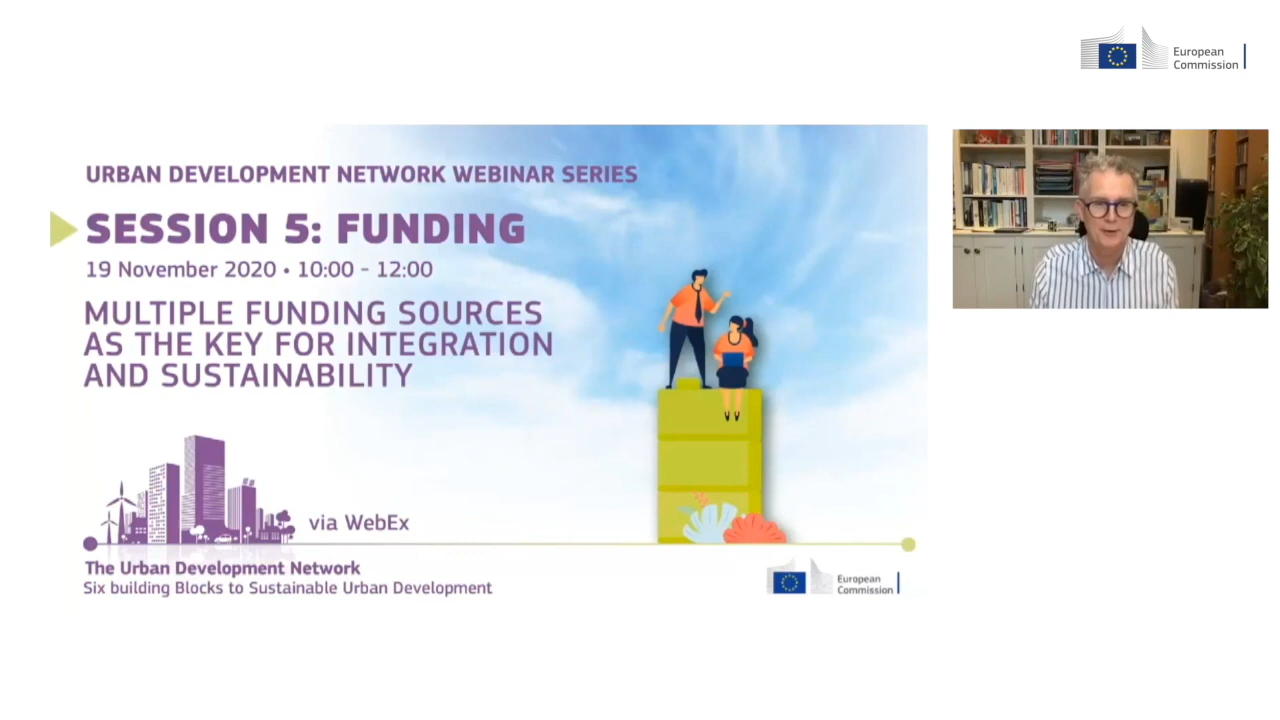 European
Commission
URBAN DEVELOPMENT NETWORK WEBINAR SERIES
SESSION 5: FUNDING
19 November 2020 • 10:00 - 12:00
MULTIPLE FUNDING SOURCES
AS THE KEY FOR INTEGRATION
AND SUSTAINABILITY
via WebEx
The Urban Development Network
Six building Blocks to Sustainable Urban Development
European
Commission